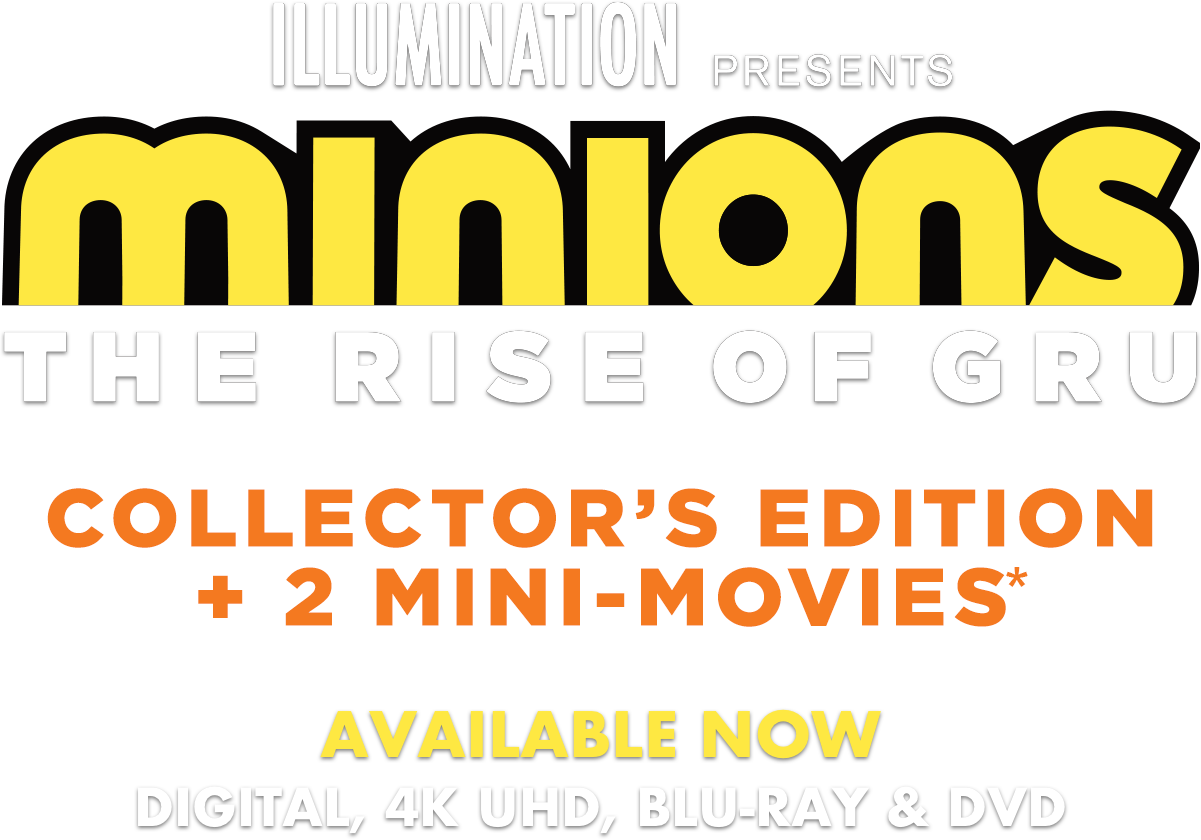 ILLUMINATION PRESENTS
minions
THE RISE OF GRU
COLLECTOR'S EDITION
+ 2 MINI-MOVIES*
AVAILABLE NOW
DIGITAL, 4K UHD, BLU-RAY & DVD